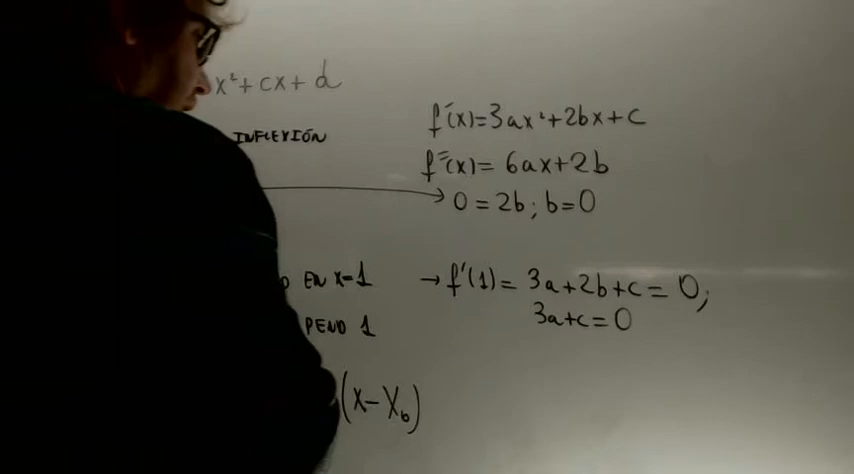 x²+cx+d
f'(x)=3ax²+2bx+c
INFLEXIÓN
f''(x)= 6ax+2b
0=2b; b=0
EN x=1 → f'(1)= 3a+2b+c= 0;
3a+c=0
PEND 1
(x-x₀)